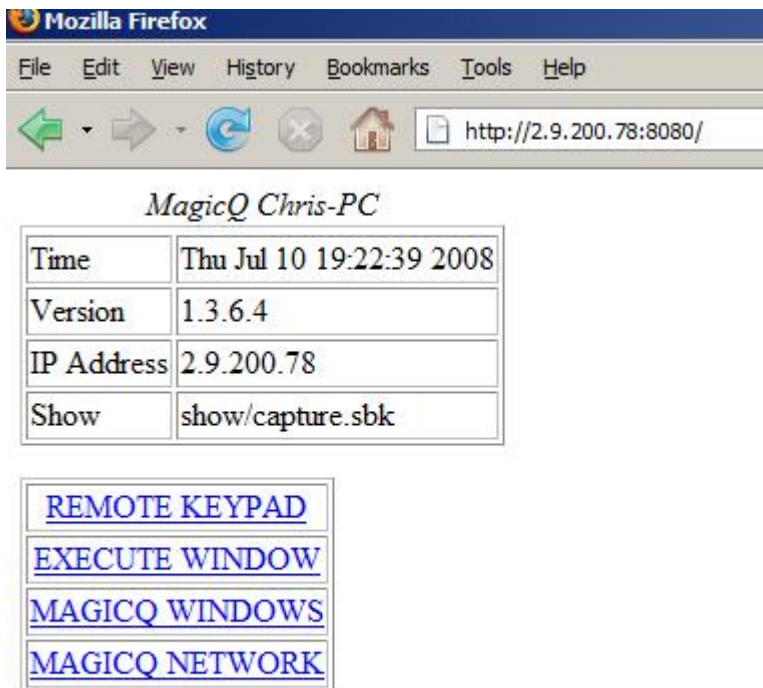 Mozilla Firefox
File Edit View History Bookmarks Tools Help
http://2.9.200.78:8080/
MagicQ Chris-PC
Time Thu Jul 10 19:22:39 2008
Version 1.3.6.4
IP Address 2.9.200.78
Show show/capture.sbk
REMOTE KEYPAD
EXECUTE WINDOW
MAGICQ WINDOWS
MAGICQ NETWORK